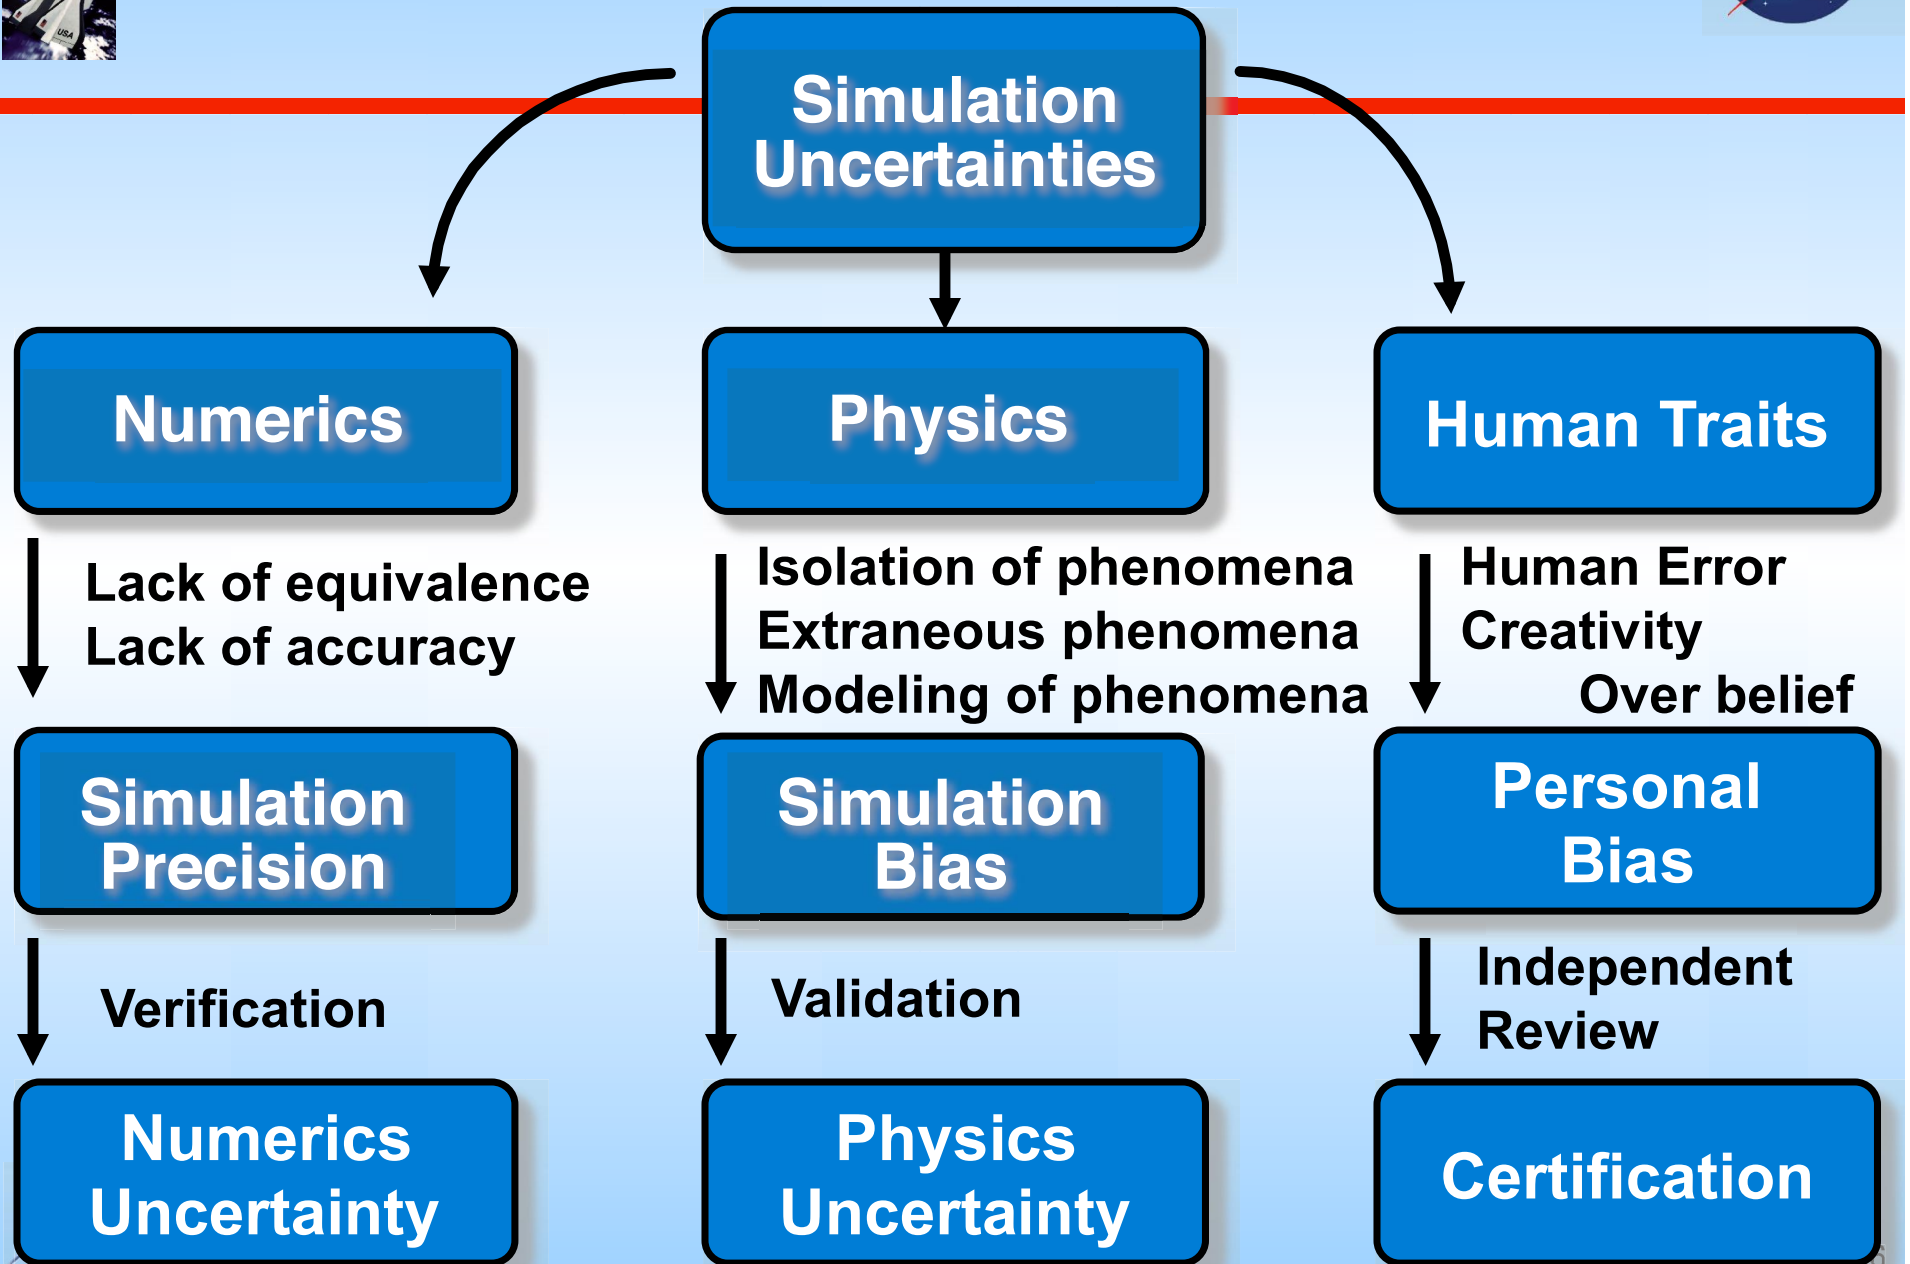 USA
Simulation
Uncertainties
Numerics
Physics
Human Traits
Lack of equivalence
Lack of accuracy
Isolation of phenomena
Extraneous phenomena
Modeling of phenomena
Human Error
Creativity
Over belief
Simulation
Precision
Simulation
Bias
Personal
Bias
Verification
Validation
Independent
Review
Numerics
Uncertainty
Physics
Uncertainty
Certification